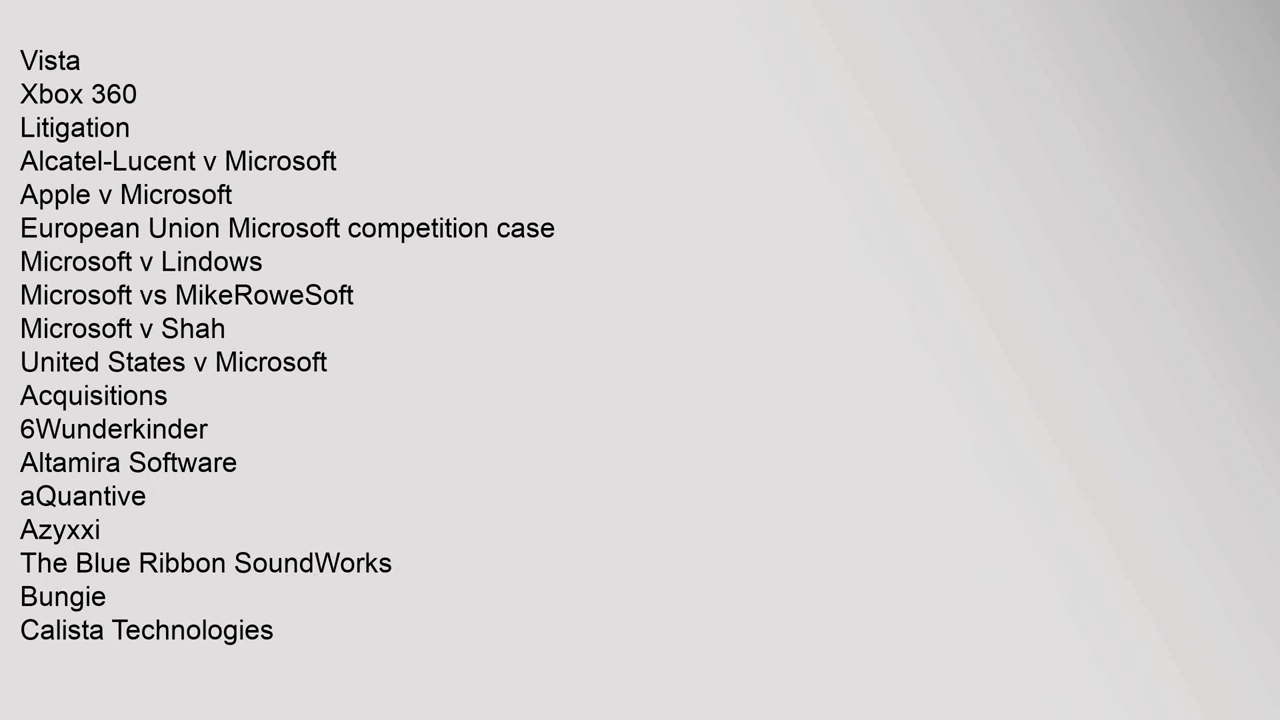 Vista
Xbox 360
Litigation
Alcatel-Lucent v Microsoft
Apple v Microsoft
European Union Microsoft competition case
Microsoft v Lindows
Microsoft vs MikeRoweSoft
Microsoft v Shah
United States v Microsoft
Acquisitions
6Wunderkinder
Altamira Software
aQuantive
Azyxxi
The Blue Ribbon SoundWorks
Bungie
Calista Technologies